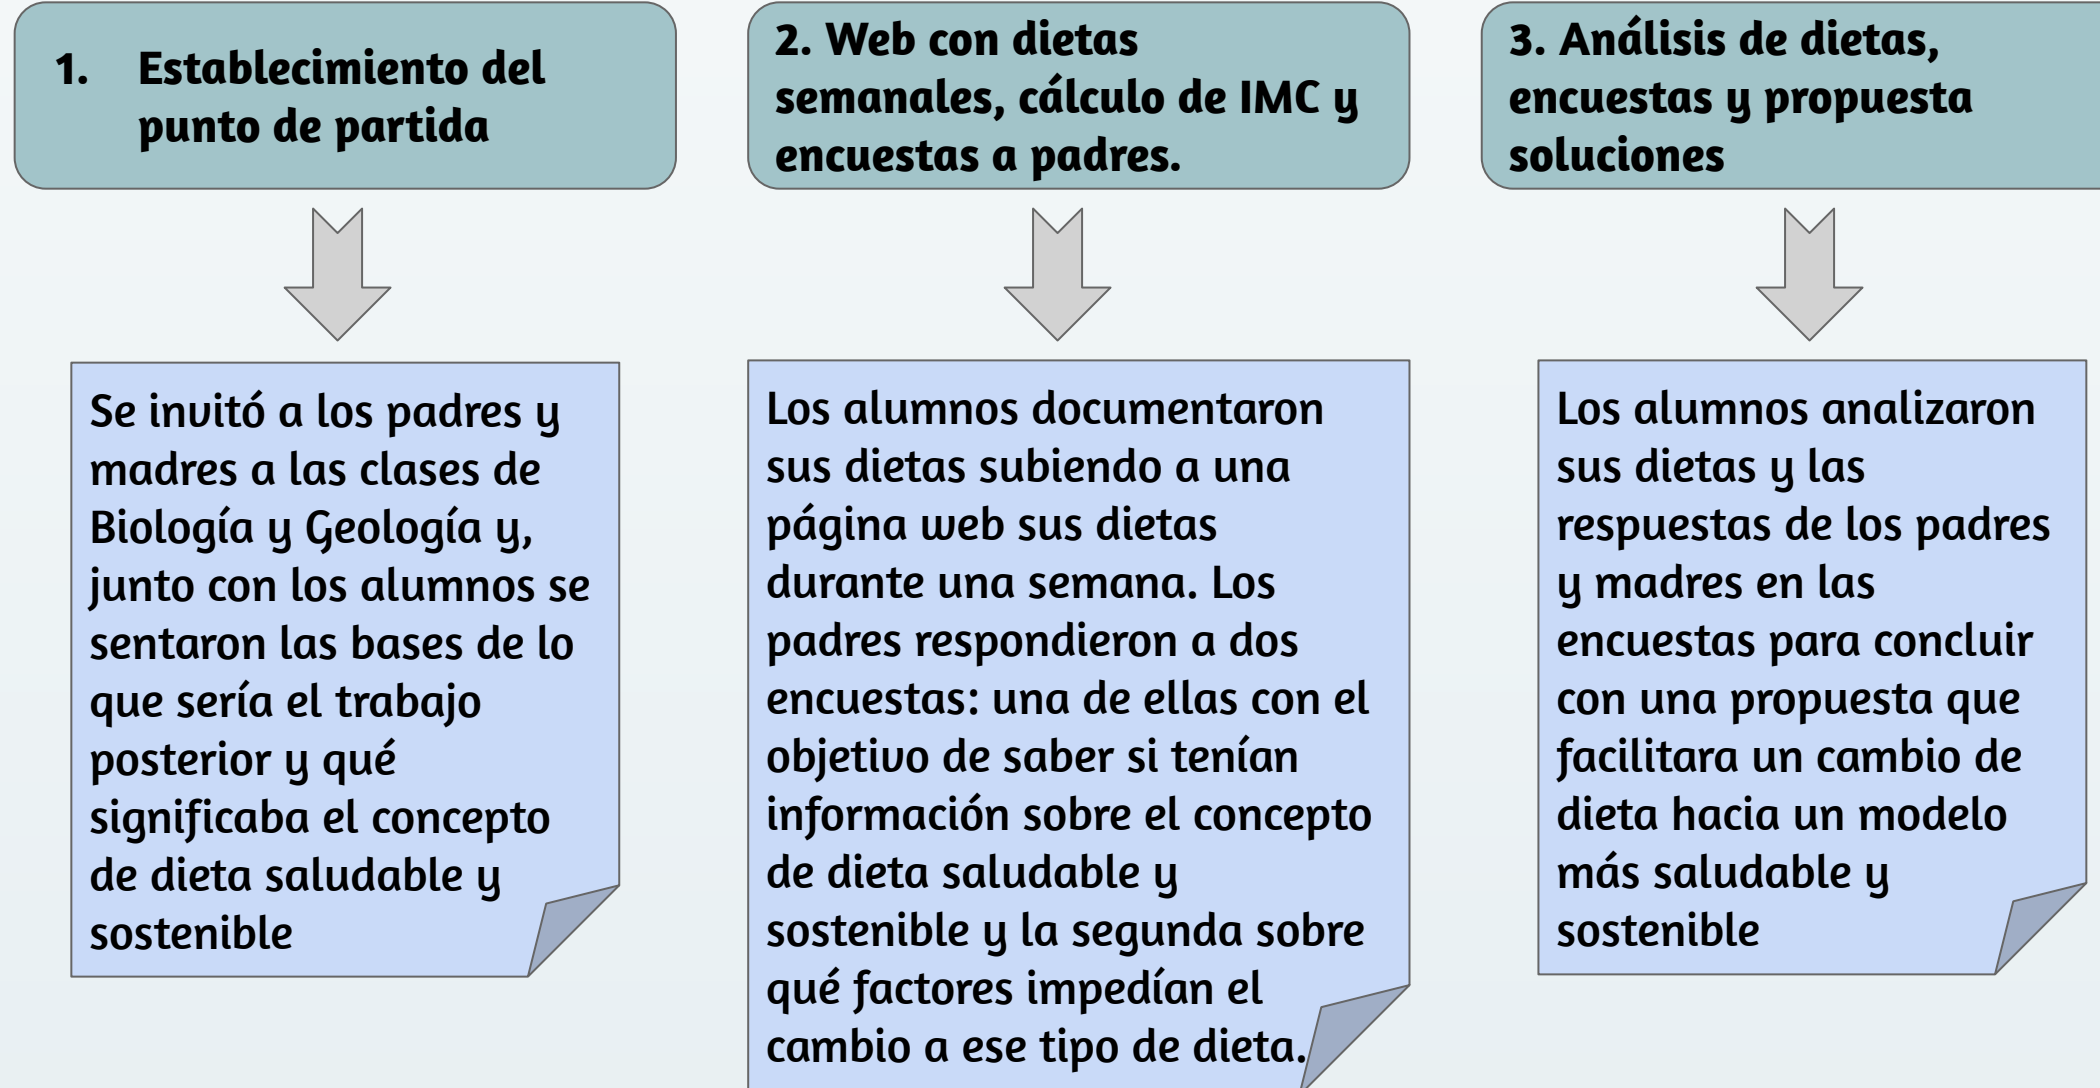 1. Establecimiento del
punto de partida
Se invitó a los padres y
madres a las clases de
Biología y Geología y,
junto con los alumnos se
sentaron las bases de lo
que sería el trabajo
posterior y qué
significaba el concepto
de dieta saludable y
sostenible
2. Web con dietas
semanales, cálculo de IMC y
encuestas a padres.
Los alumnos documentaron
sus dietas subiendo a una
página web sus dietas
durante una semana. Los
padres respondieron a dos
encuestas: una de ellas con el
objetivo de saber si tenían
información sobre el concepto
de dieta saludable y
sostenible y la segunda sobre
qué factores impedían el
cambio a ese tipo de dieta.
3. Análisis de dietas,
encuestas y propuesta
soluciones
Los alumnos analizaron
sus dietas y las
respuestas de los padres
y madres en las
encuestas para concluir
con una propuesta que
facilitara un cambio de
dieta hacia un modelo
más saludable y
sostenible